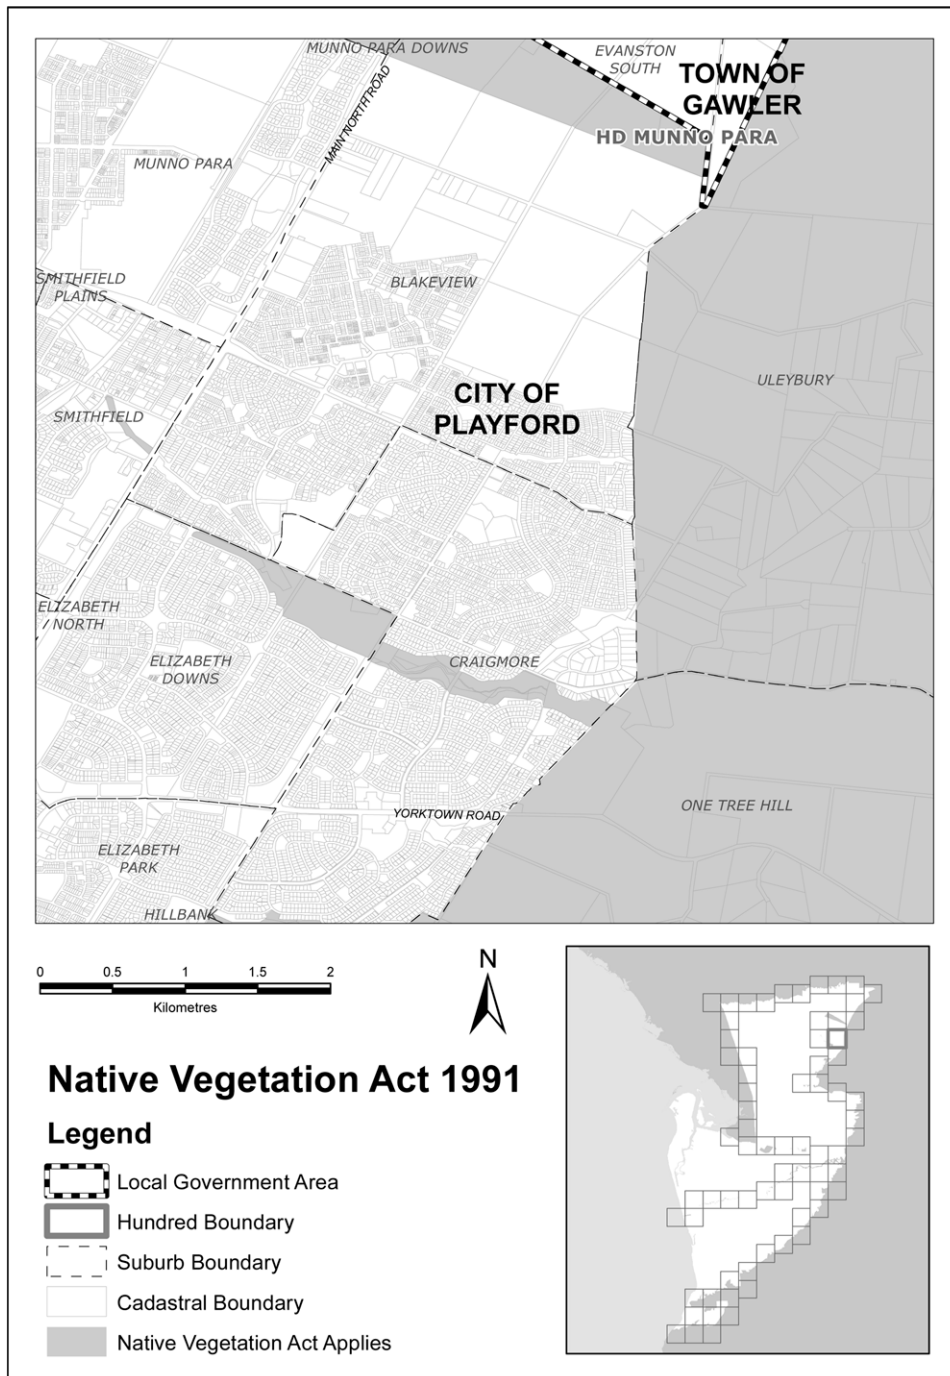 MUNNO PARA DOWNS
EVANSTON
SOUTH
TOWN OF
GAWLER
HD MUNNO PARA
MAIN NORTH ROAD
MUNNO PARA
SMITHFIELD
PLAINS
BLAKEVIEW
ULEYBURY
CITY OF
PLAYFORD
SMITHFIELD
ELIZABETH
NORTH
ELIZABETH
DOWNS
CRAIGMORE
YORKTOWN ROAD
ONE TREE HILL
ELIZABETH
PARK
HILLBANK
0 0.5 1 1.5 2
Kilometres
N
Native Vegetation Act 1991
Legend
Local Government Area
Hundred Boundary
Suburb Boundary
Cadastral Boundary
Native Vegetation Act Applies